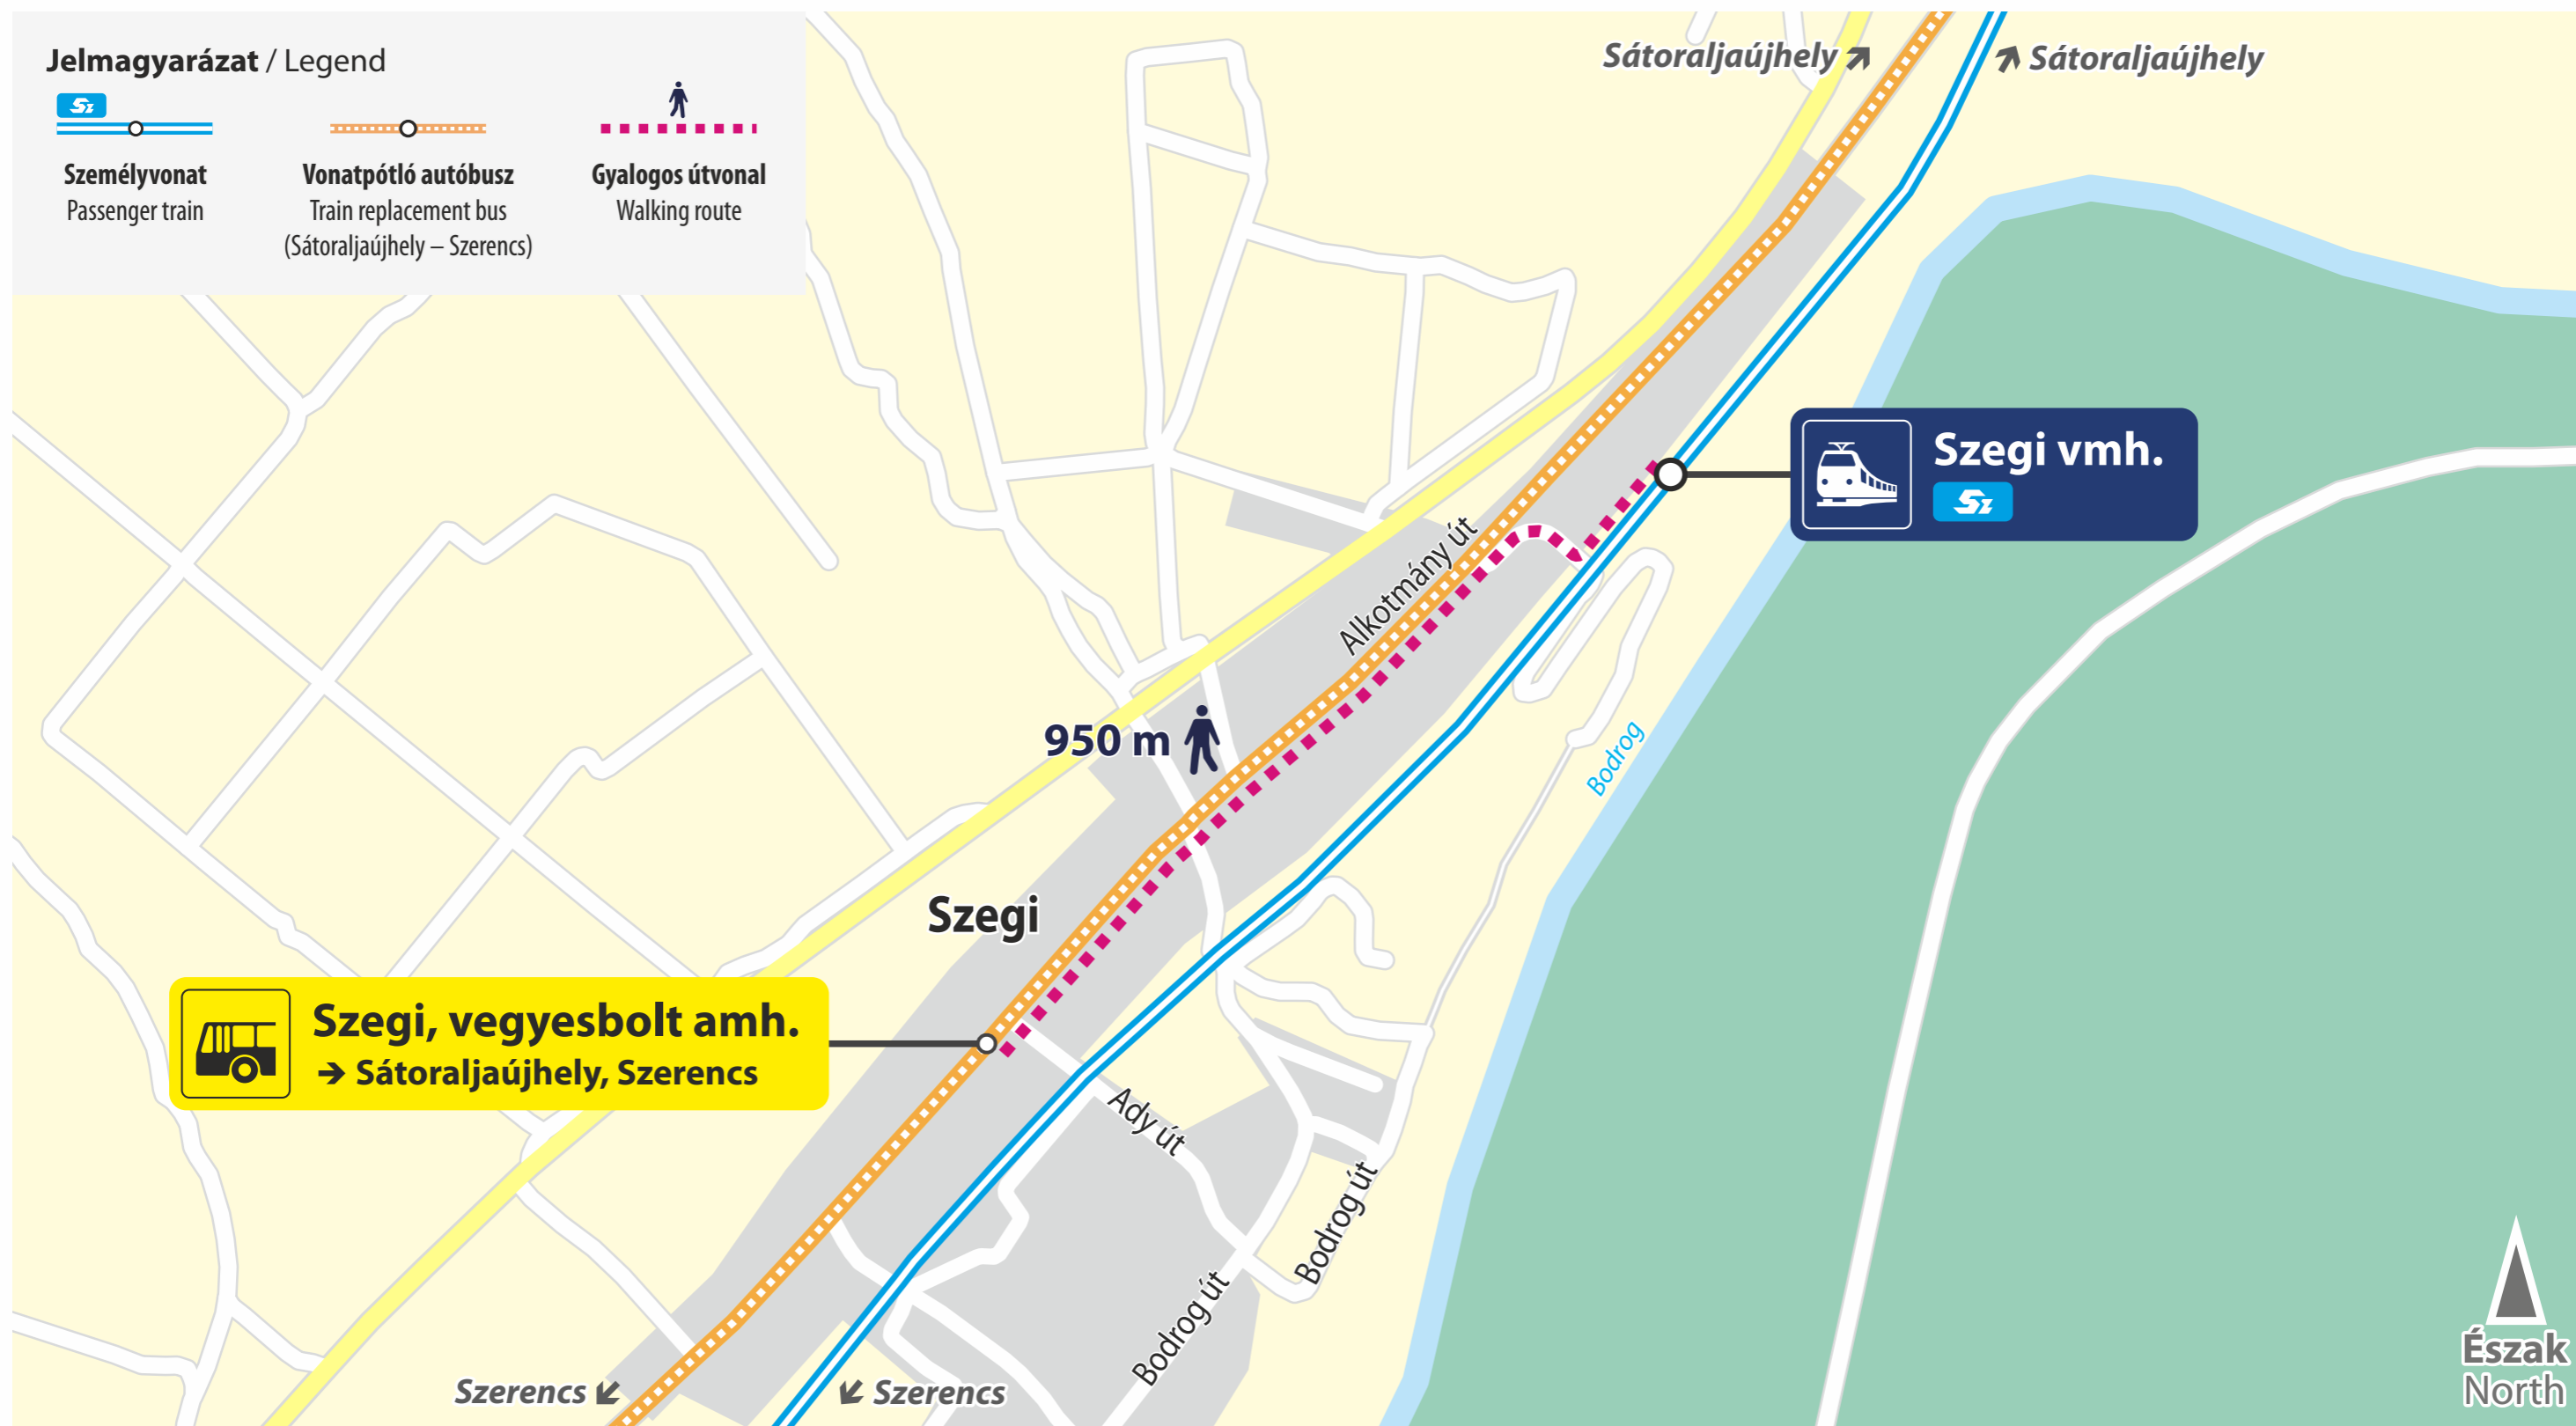 Jelmagyarázat / Legend
Sz
Személyvonat
Passenger train
Vonatpótló autóbusz
Train replacement bus
(Sátoraljaújhely – Szerencs)
Gyalogos útvonal
Walking route
Sátoraljaújhely
Sátoraljaújhely
Szegi vmh.
Sz
Alkotmány út
950 m
Bodrog
Szegi
Szegi, vegyesbolt amh.
→ Sátoraljaújhely, Szerencs
Ady út
Bodrog út
Bodrog út
Szerencs
Szerencs
Észak
North